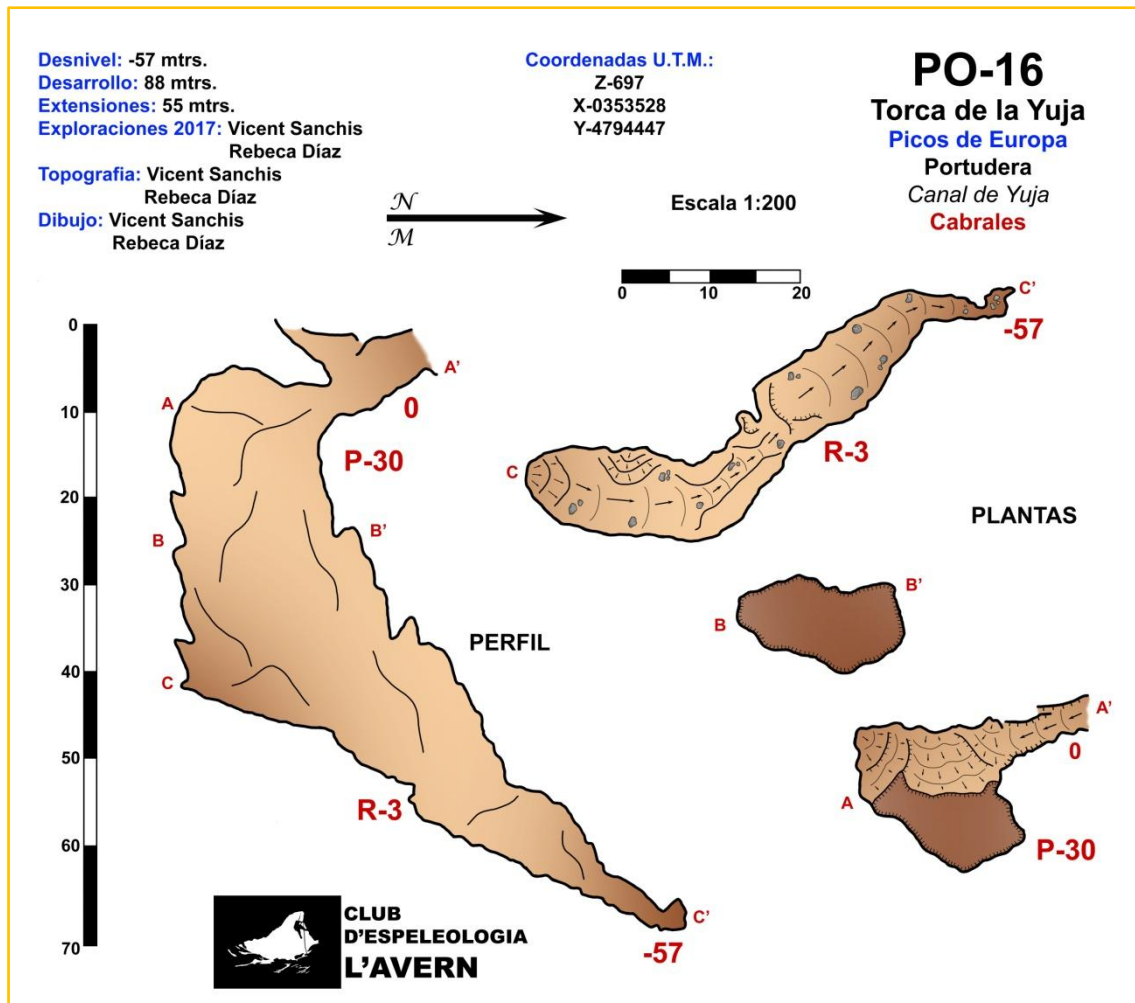 Desnivel: -57 mtrs.
Desarrollo: 88 mtrs.
Extensiones: 55 mtrs.
Exploraciones 2017: Vicent Sanchis
Rebeca Díaz
Topografia: Vicent Sanchis
Rebeca Díaz
Dibujo: Vicent Sanchis
Rebeca Díaz
Coordenadas U.T.M.:
Z-697
X-0353528
Y-4794447
PO-16
Torca de la Yuja
Picos de Europa
Portudera
Canal de Yuja
Cabrales
N
M
Escala 1:200
0 10 20
0
10
20
30
40
50
60
70
A
A'
0
P-30
B
B'
C
PERFIL
R-3
C'
-57
C
C'
-57
R-3
PLANTAS
B
B'
A
A'
0
P-30
CLUB
D'ESPELEOLOGIA
L'AVERN